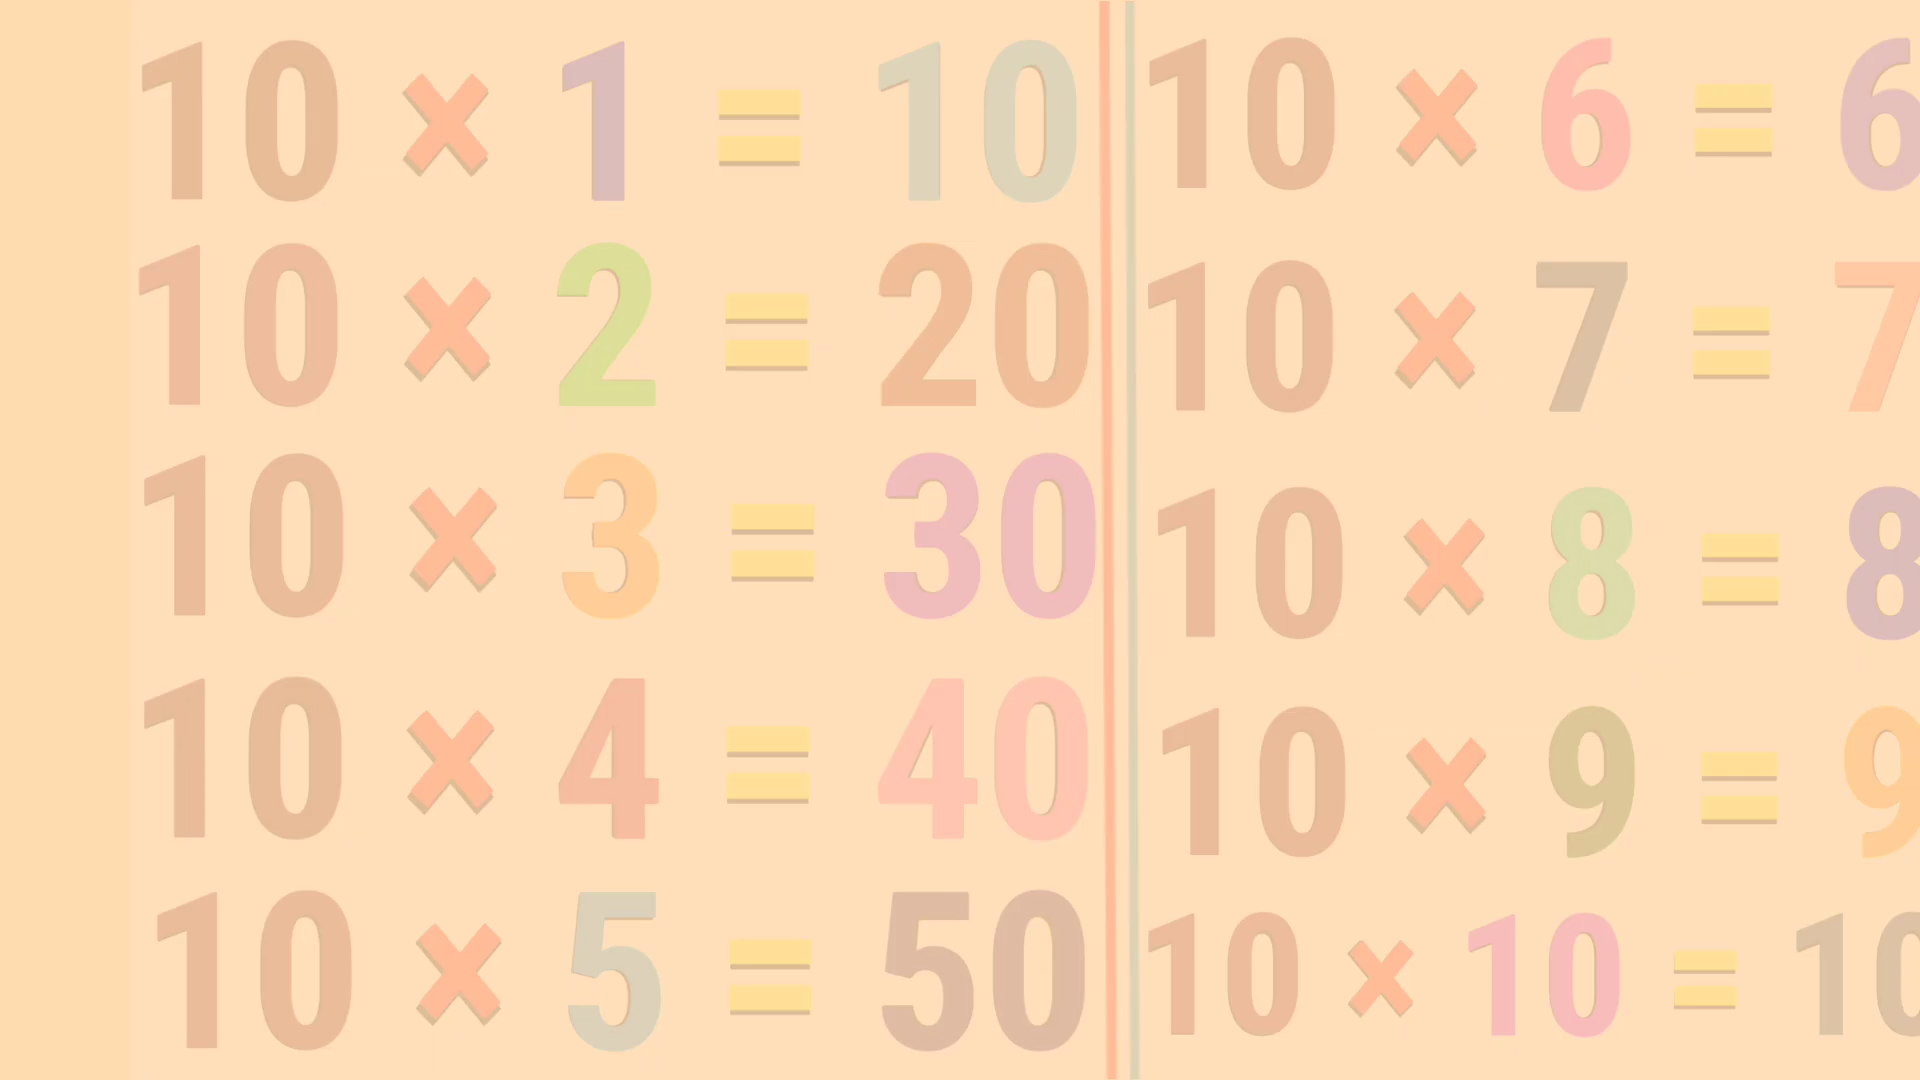 10 × 1 = 10
10 × 2 = 20
10 × 3 = 30
10 × 4 = 40
10 × 5 = 50
10 × 6 = 6
10 × 7 = 7
10 × 8 = 8
10 × 9 = 9
10 × 10 = 10